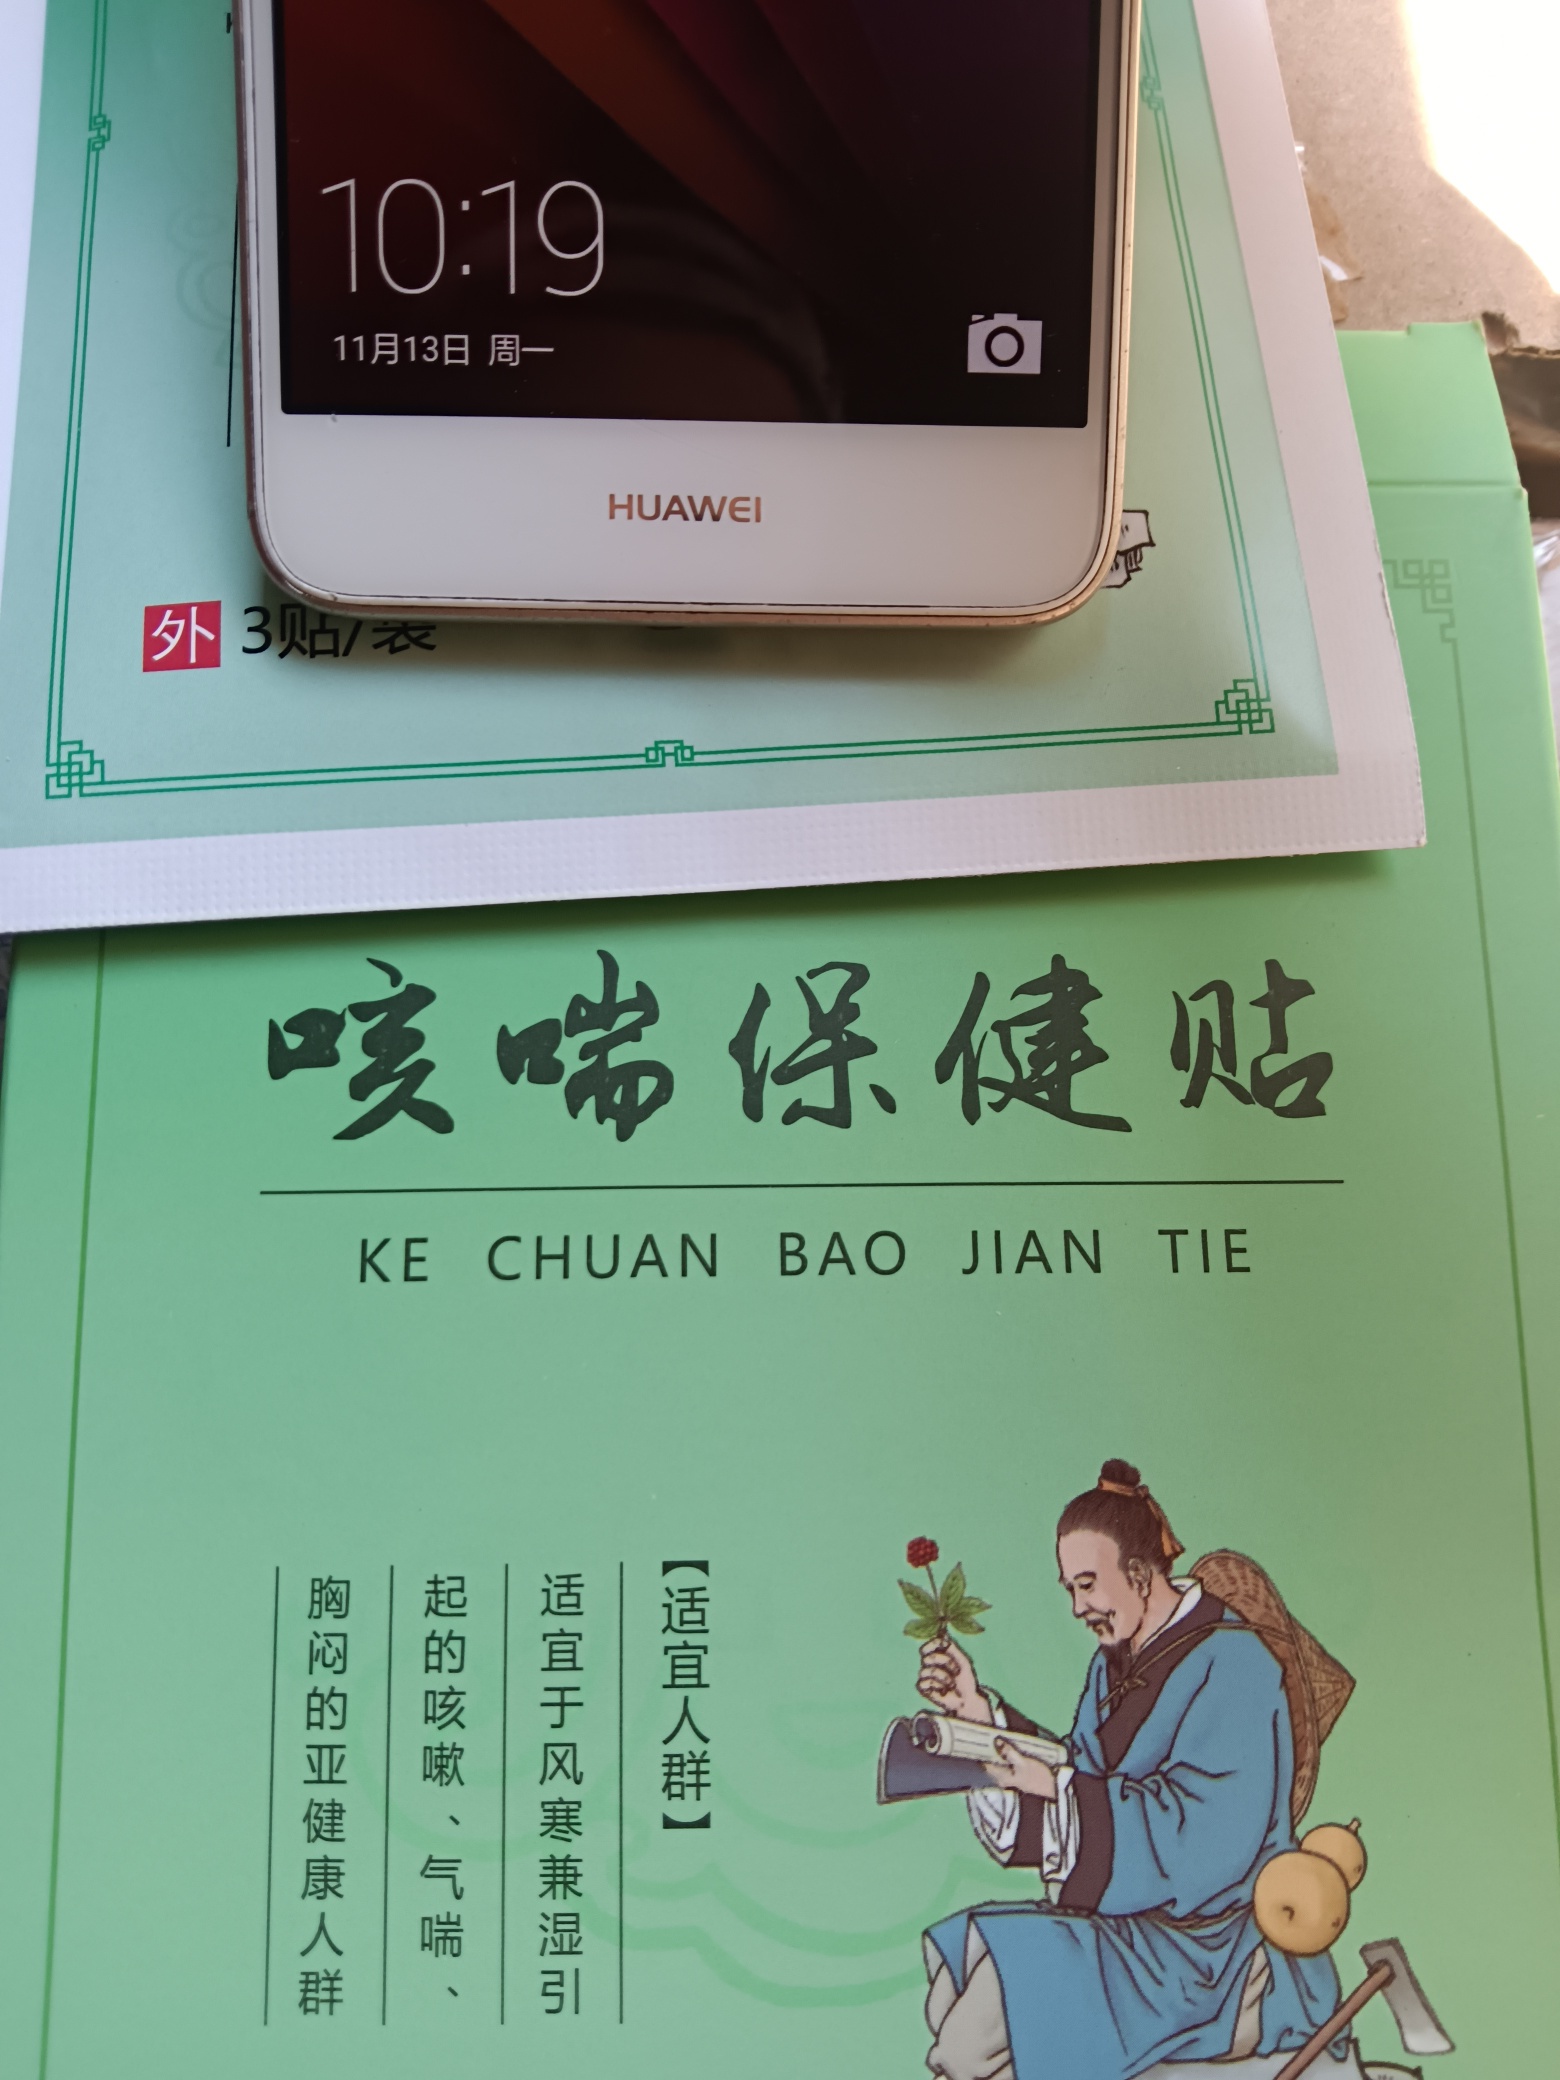 10:19
11月13日 周一
HUAWEI
外 3贴/袋
咳喘保健贴
KE CHUAN BAO JIAN TIE
【适宜人群】
适宜于风寒兼湿引
起的咳嗽、气喘、
胸闷的亚健康人群